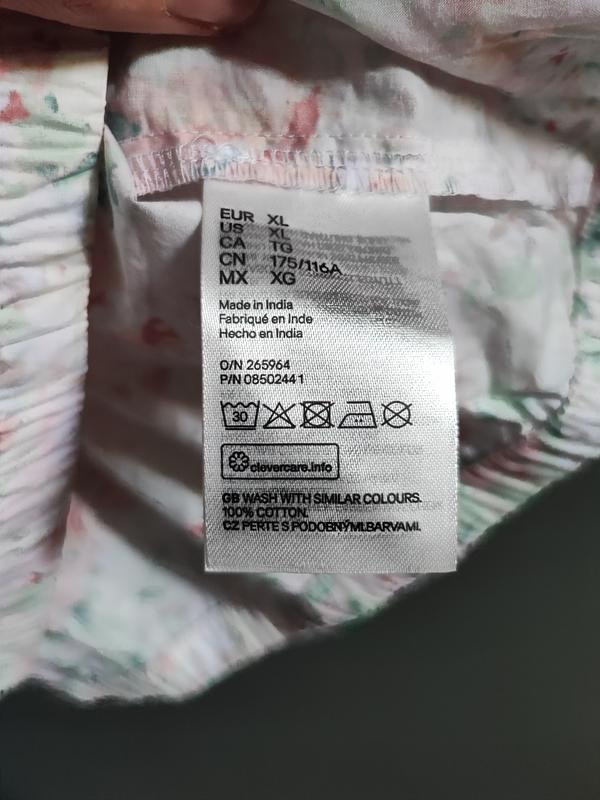 EUR XL
US XL
CA TG
CN 175/116A
MX XG
Made in India
Fabriqué en Inde
Hecho en India
O/N 265964
P/N 08502441
30
clevercare.info
GB WASH WITH SIMILAR COLOURS.
100% COTTON.
CZ PERTE S PODOBNÝMI BARVAMI.